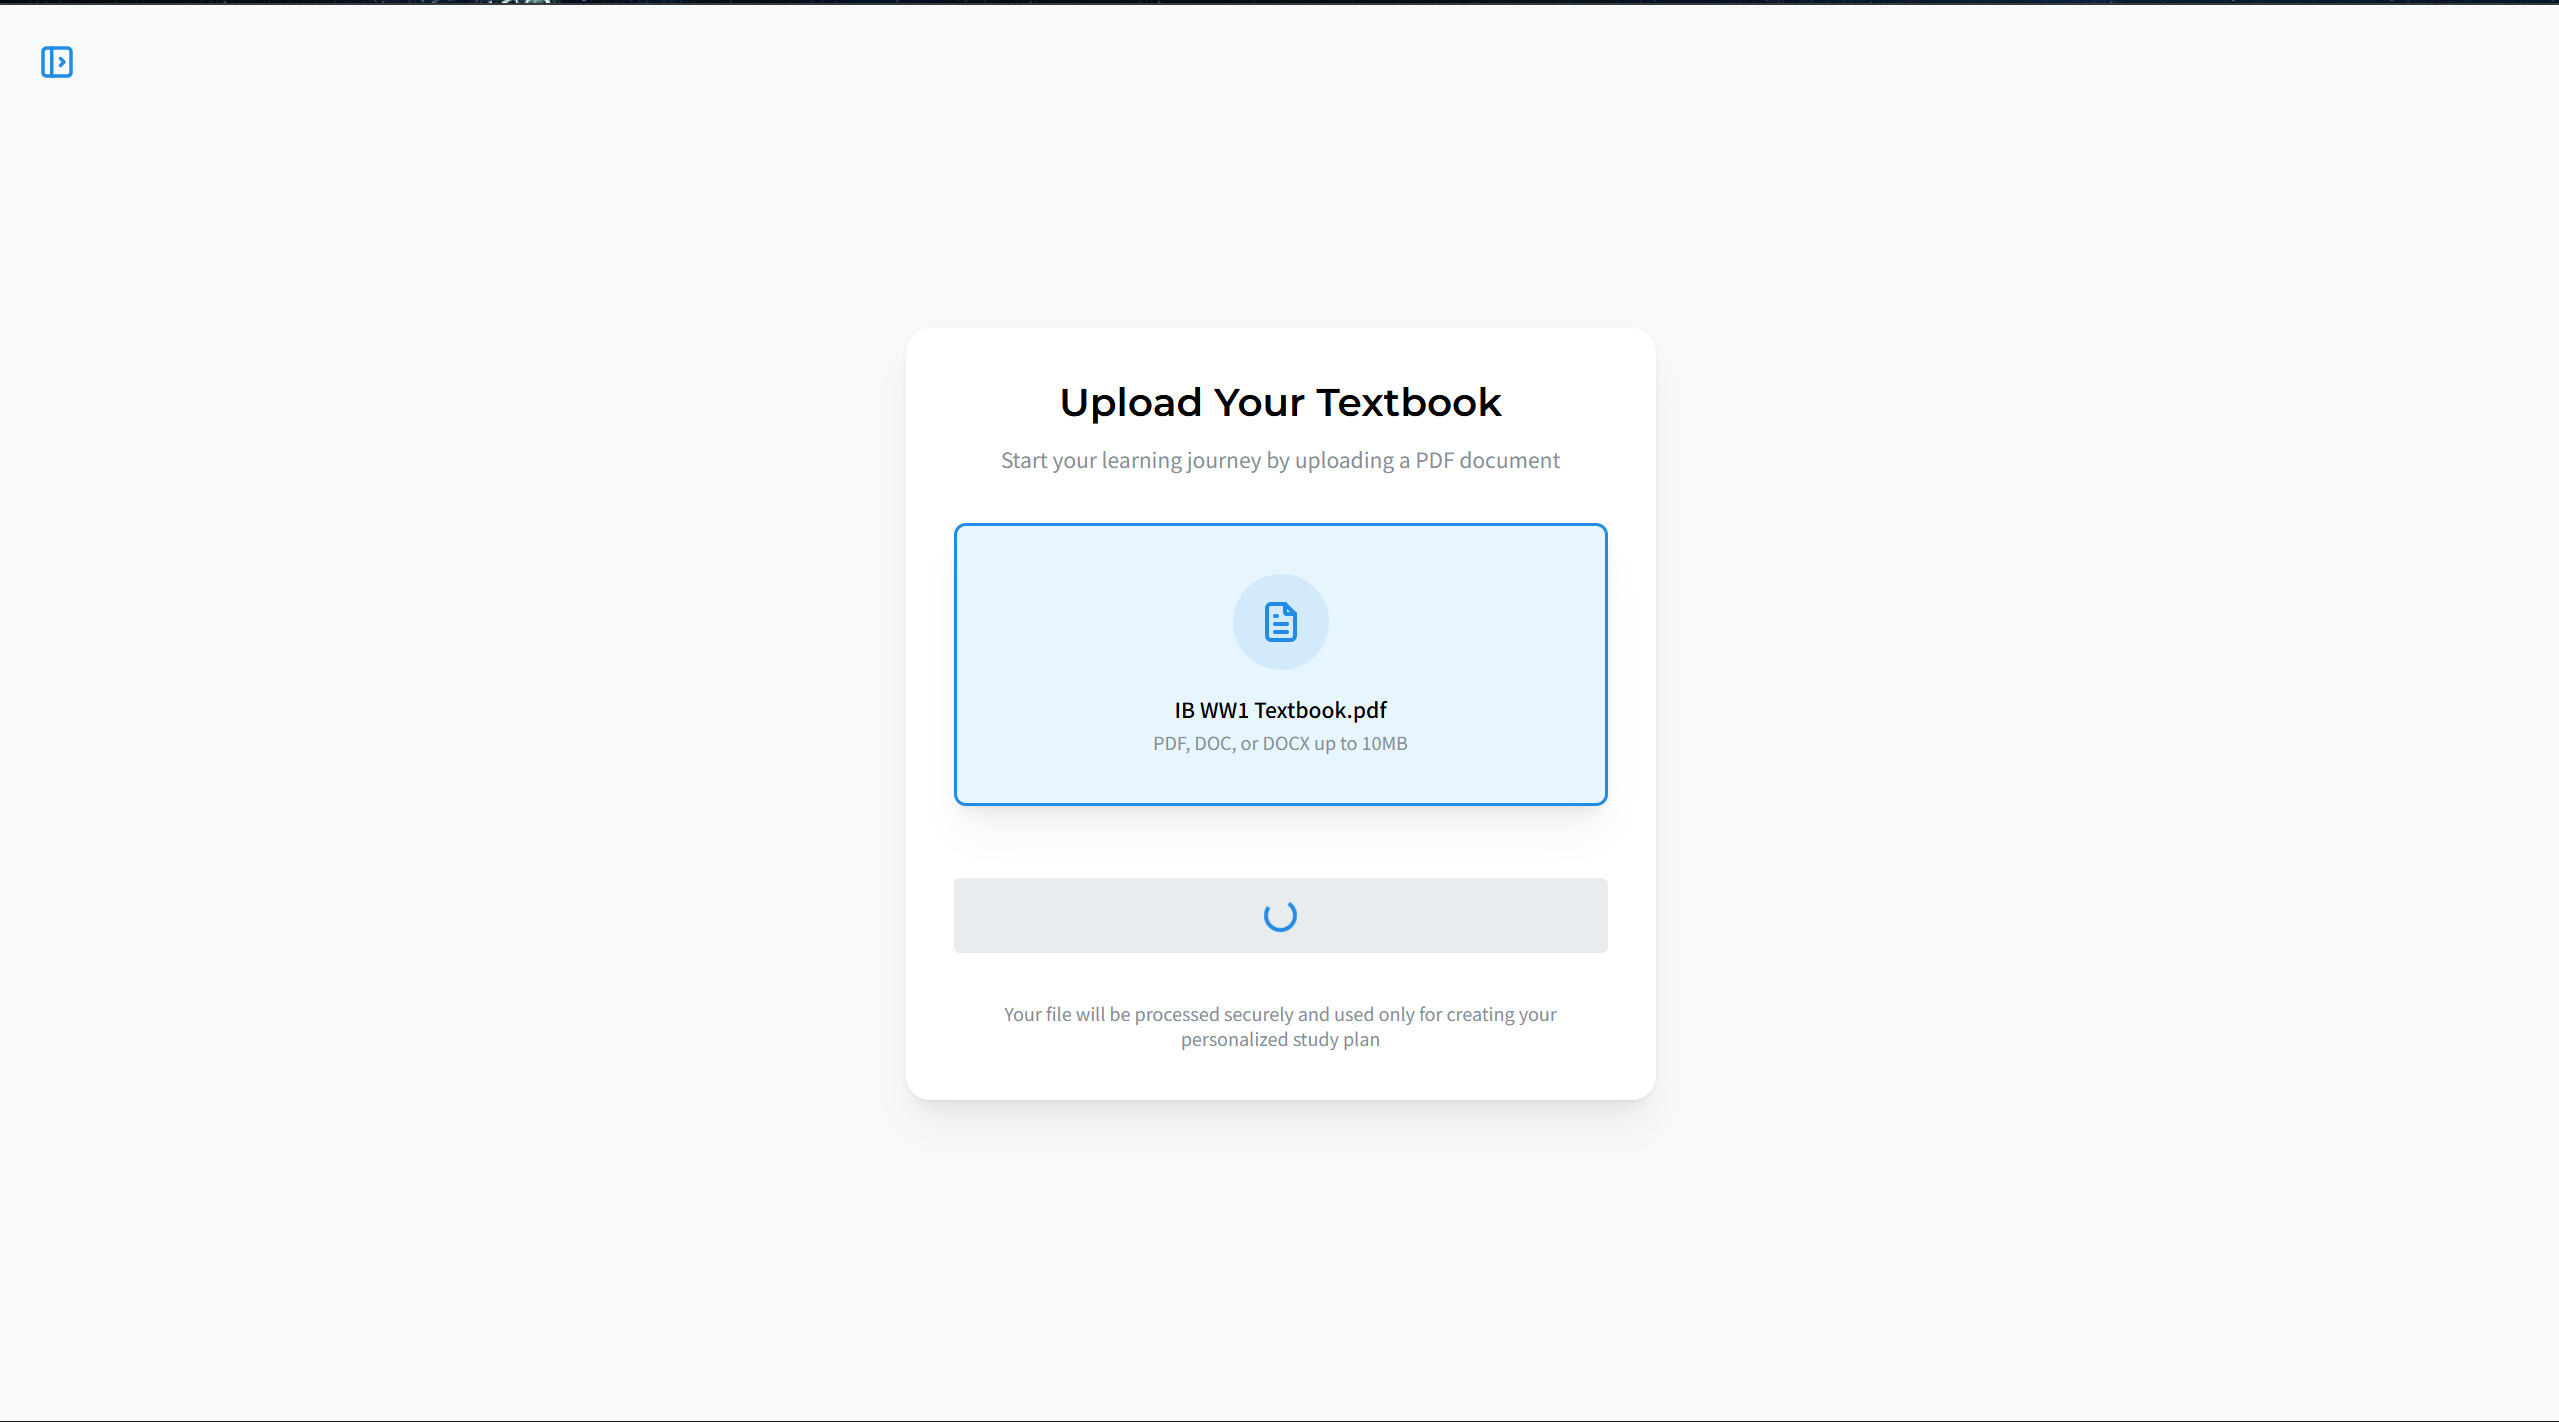 Upload Your Textbook
Start your learning journey by uploading a PDF document
IB WW1 Textbook.pdf
PDF, DOC, or DOCX up to 10MB
Your file will be processed securely and used only for creating your
personalized study plan